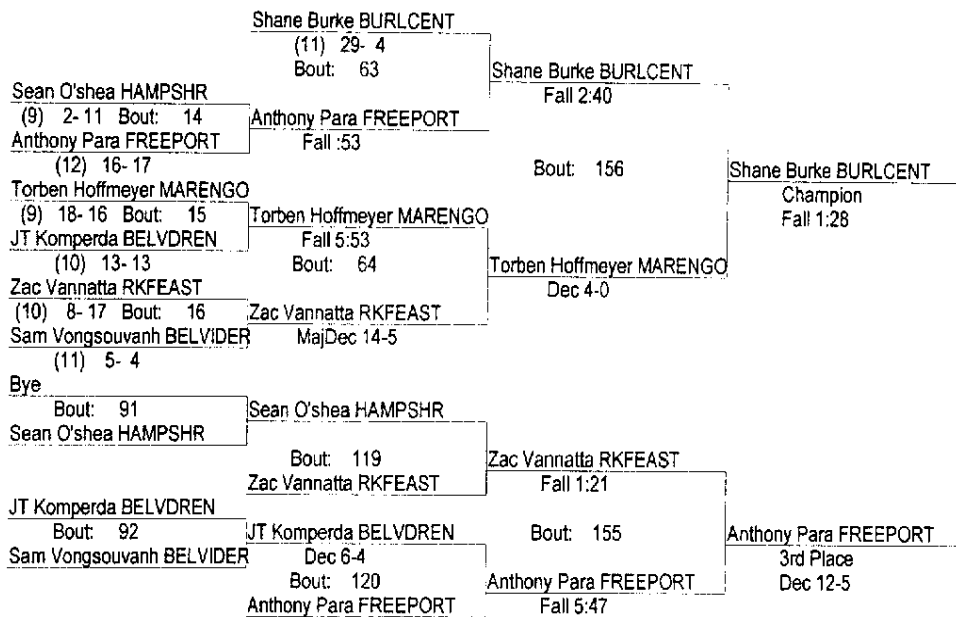 Shane Burke BURLCENT
(11) 29- 4
Bout: 63
Shane Burke BURLCENT
Fall 2:40
Sean O'shea HAMPSHR
(9) 2- 11 Bout: 14
Anthony Para FREEPORT
Fall :53
Anthony Para FREEPORT
(12) 16- 17
Bout: 156
Shane Burke BURLCENT
Champion
Fall 1:28
Torben Hoffmeyer MARENGO
(9) 18- 16 Bout: 15
Torben Hoffmeyer MARENGO
Fall 5:53
JT Komperda BELVDREN
(10) 13- 13
Bout: 64
Torben Hoffmeyer MARENGO
Dec 4-0
Zac Vannatta RKFEAST
(10) 8- 17 Bout: 16
Zac Vannatta RKFEAST
MajDec 14-5
Sam Vongsouvanh BELVIDER
(11) 5- 4
Bye
Bout: 91
Sean O'shea HAMPSHR
Sean O'shea HAMPSHR
Bout: 119
Zac Vannatta RKFEAST
Fall 1:21
Zac Vannatta RKFEAST
JT Komperda BELVDREN
Bout: 92
JT Komperda BELVDREN
Dec 6-4
Bout: 155
Anthony Para FREEPORT
3rd Place
Dec 12-5
Sam Vongsouvanh BELVIDER
Bout: 120
Anthony Para FREEPORT
Fall 5:47
Anthony Para FREEPORT